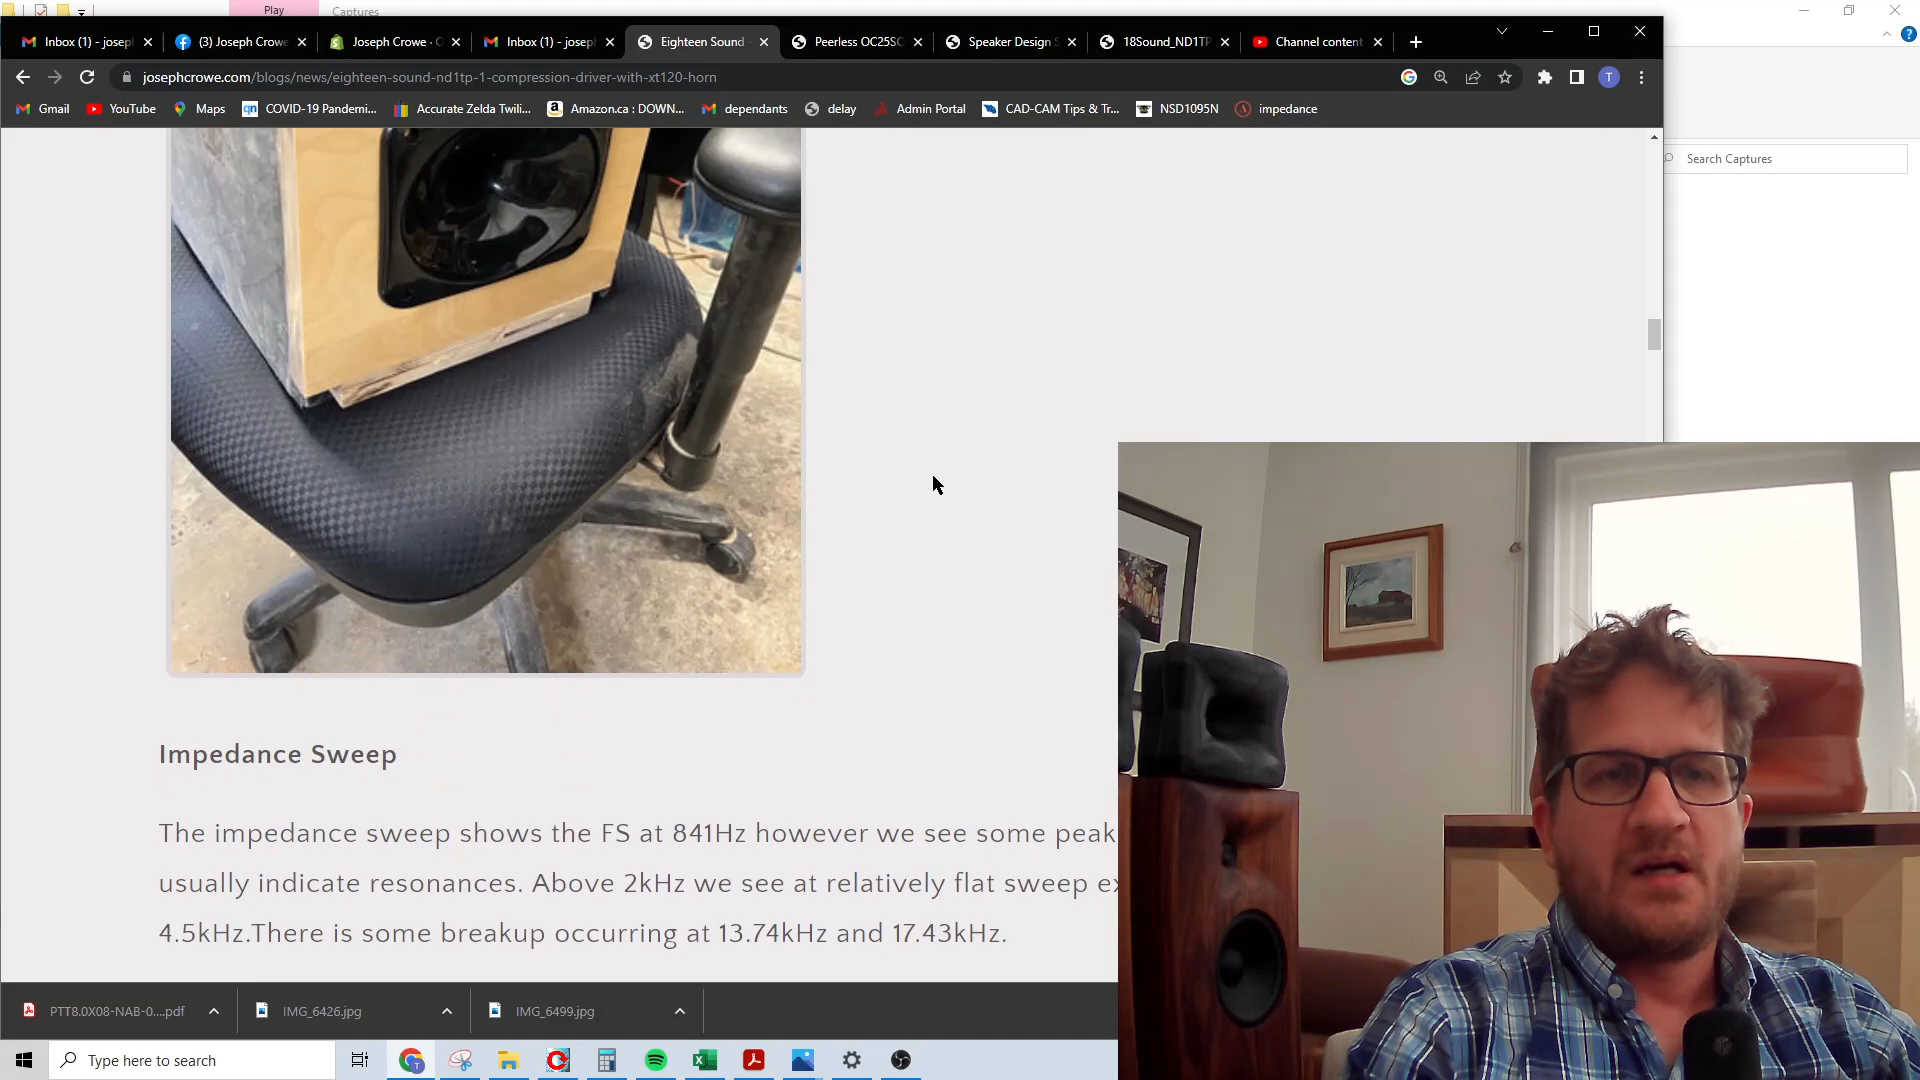 Play
Captures
Inbox (1) - joseph
(3) Joseph Crowe
Joseph Crowe · C
Inbox (1) - joseph
Eighteen Sound
Peerless OC25SC
Speaker Design S
18Sound_ND1TP
Channel content
josephcrowe.com/blogs/news/eighteen-sound-nd1tp-1-compression-driver-with-xt120-horn
T
Gmail
YouTube
Maps
COVID-19 Pandemi...
Accurate Zelda Twili...
Amazon.ca : DOWN...
dependants
delay
Admin Portal
CAD-CAM Tips & Tr...
NSD1095N
impedance
Search Captures
Impedance Sweep
The impedance sweep shows the FS at 841Hz however we see some peak
usually indicate resonances. Above 2kHz we see at relatively flat sweep ex
4.5kHz.There is some breakup occurring at 13.74kHz and 17.43kHz.
PTT8.0X08-NAB-0....pdf
IMG_6426.jpg
IMG_6499.jpg
Type here to search